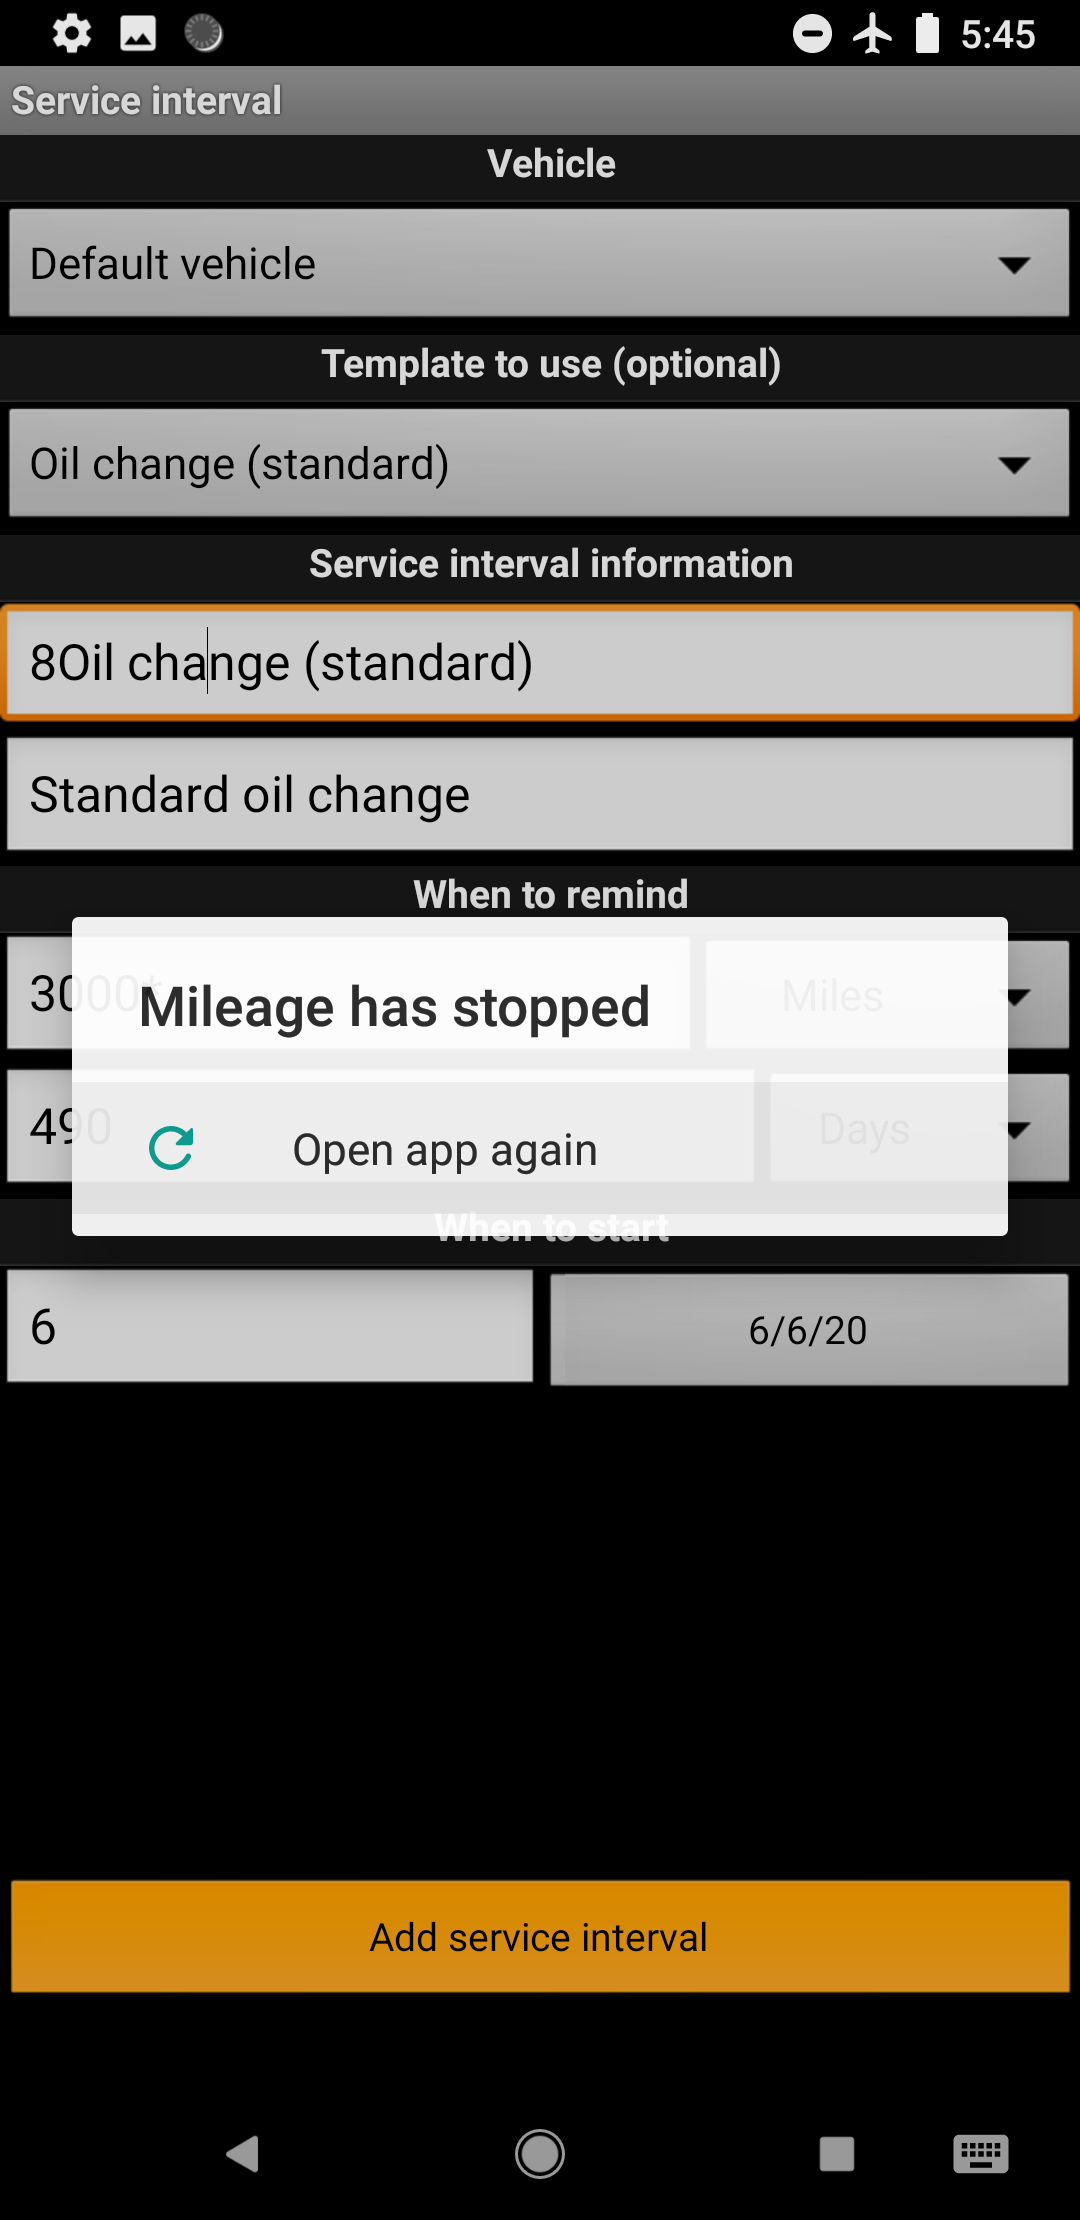 5:45
Service interval
Vehicle
Default vehicle
Template to use (optional)
Oil change (standard)
Service interval information
8Oil change (standard)
Standard oil change
When to remind
3000*
Miles
Mileage has stopped
490
Days
Open app again
When to start
6
6/6/20
Add service interval